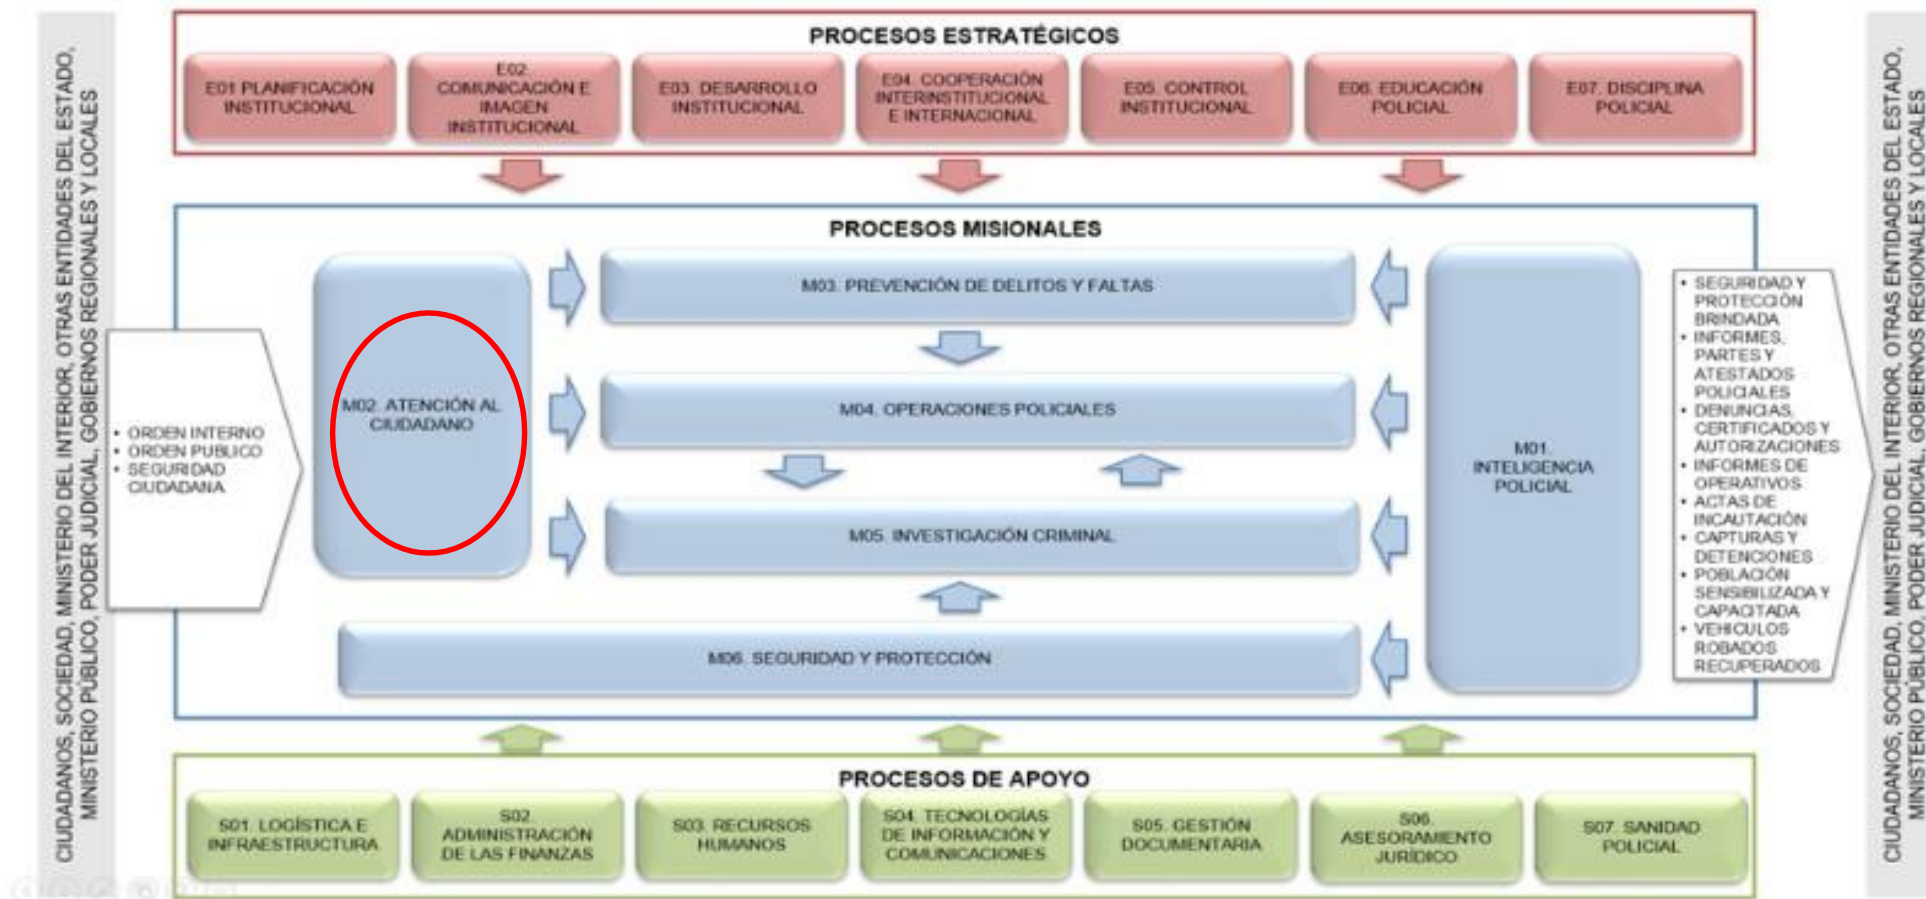 CIUDADANOS, SOCIEDAD, MINISTERIO DEL INTERIOR, OTRAS ENTIDADES DEL ESTADO,
MINISTERIO PÚBLICO, PODER JUDICIAL, GOBIERNOS REGIONALES Y LOCALES
PROCESOS ESTRATÉGICOS
E01 PLANIFICACIÓN
INSTITUCIONAL
E02.
COMUNICACIÓN E
IMAGEN
INSTITUCIONAL
E03. DESARROLLO
INSTITUCIONAL
E04. COOPERACIÓN
INTERINSTITUCIONAL
E INTERNACIONAL
E05. CONTROL
INSTITUCIONAL
E06. EDUCACIÓN
POLICIAL
E07. DISCIPLINA
POLICIAL
PROCESOS MISIONALES
• ORDEN INTERNO
• ORDEN PUBLICO
• SEGURIDAD
CIUDADANA
M02. ATENCIÓN AL
CIUDADANO
M03. PREVENCIÓN DE DELITOS Y FALTAS
M04. OPERACIONES POLICIALES
M05. INVESTIGACIÓN CRIMINAL
M06. SEGURIDAD Y PROTECCIÓN
M01.
INTELIGENCIA
POLICIAL
• SEGURIDAD Y
PROTECCIÓN
BRINDADA
• INFORMES,
PARTES Y
ATESTADOS
POLICIALES
• DENUNCIAS,
CERTIFICADOS Y
AUTORIZACIONES
• INFORMES DE
OPERATIVOS
• ACTAS DE
INCAUTACIÓN
• CAPTURAS Y
DETENCIONES
• POBLACIÓN
SENSIBILIZADA Y
CAPACITADA
• VEHICULOS
ROBADOS
RECUPERADOS
PROCESOS DE APOYO
S01. LOGÍSTICA E
INFRAESTRUCTURA
S02.
ADMINISTRACIÓN
DE LAS FINANZAS
S03. RECURSOS
HUMANOS
S04. TECNOLOGÍAS
DE INFORMACIÓN Y
COMUNICACIONES
S05. GESTIÓN
DOCUMENTARIA
S06.
ASESORAMIENTO
JURÍDICO
S07. SANIDAD
POLICIAL
CIUDADANOS, SOCIEDAD, MINISTERIO DEL INTERIOR, OTRAS ENTIDADES DEL ESTADO,
MINISTERIO PÚBLICO, PODER JUDICIAL, GOBIERNOS REGIONALES Y LOCALES